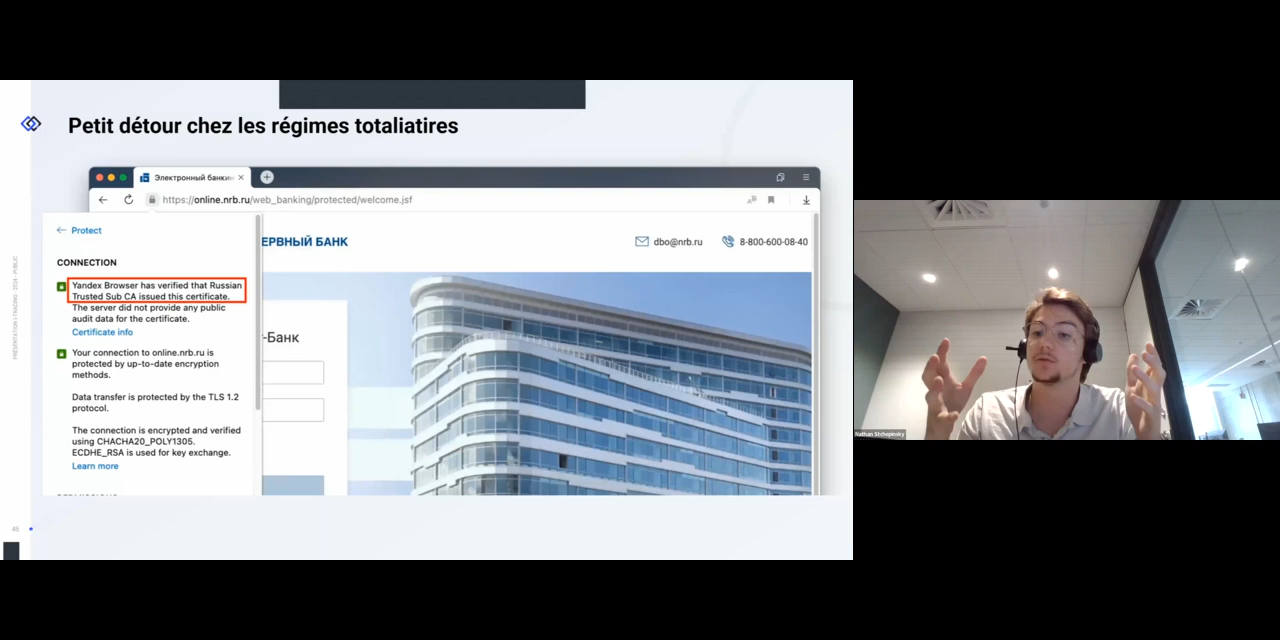 Petit détour chez les régimes totaliatires
Электронный банкин
https://online.nrb.ru/web_banking/protected/welcome.jsf
Protect
ЕРВНЫЙ БАНК
dbo@nrb.ru
8-800-600-08-40
CONNECTION
Yandex Browser has verified that Russian
Trusted Sub CA issued this certificate.
The server did not provide any public
audit data for the certificate.
Certificate info
-Банк
Your connection to online.nrb.ru is
protected by up-to-date encryption
methods.
Data transfer is protected by the TLS 1.2
protocol.
The connection is encrypted and verified
using CHACHA20_POLY1305.
ECDHE_RSA is used for key exchange.
Learn more
46
Nathan Stchepinsky